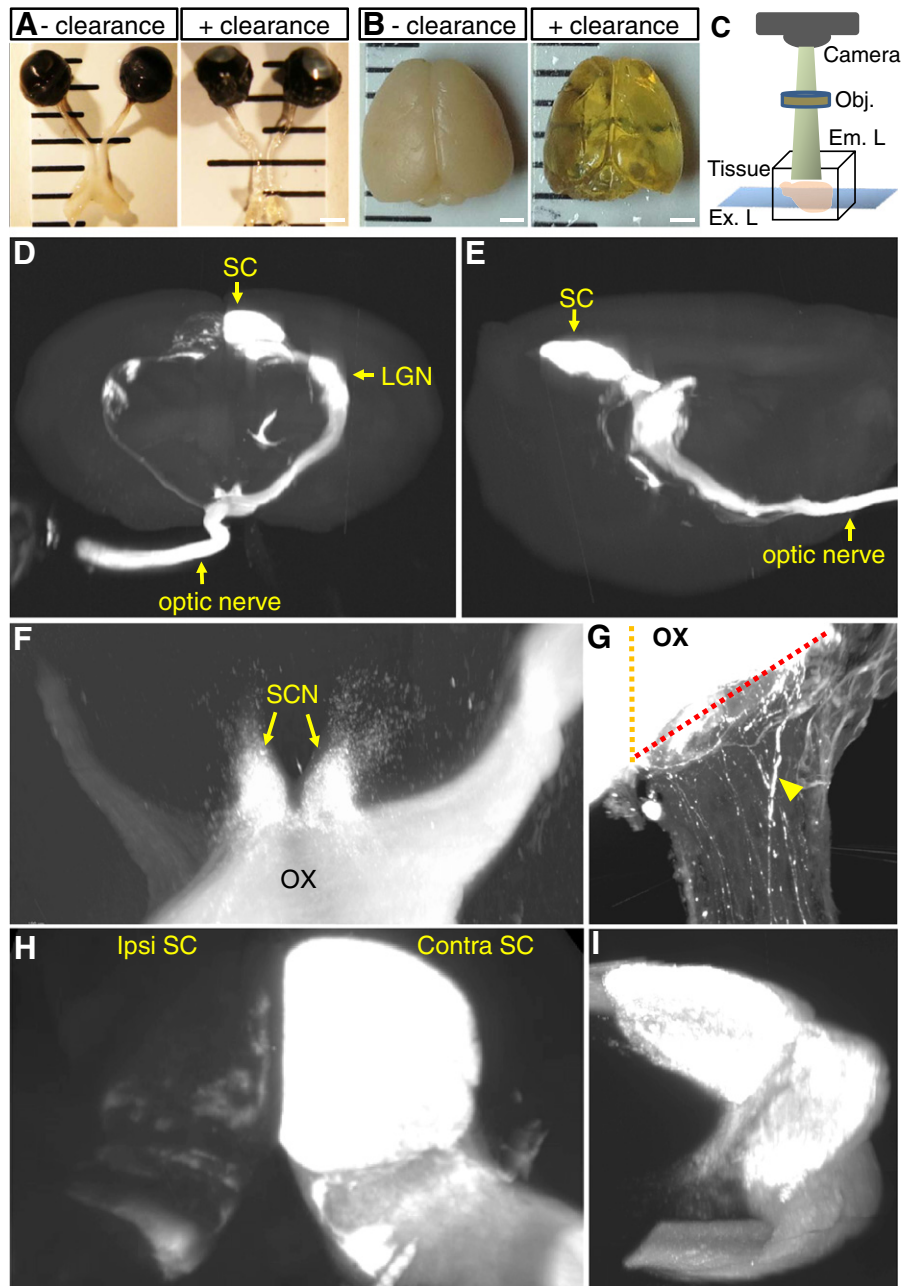 A - clearance
+ clearance
B - clearance
+ clearance
C
Camera
Obj.
Em. L
Tissue
Ex. L
D
SC
LGN
optic nerve
E
SC
optic nerve
F
SCN
OX
G
OX
H
Ipsi SC
Contra SC
I